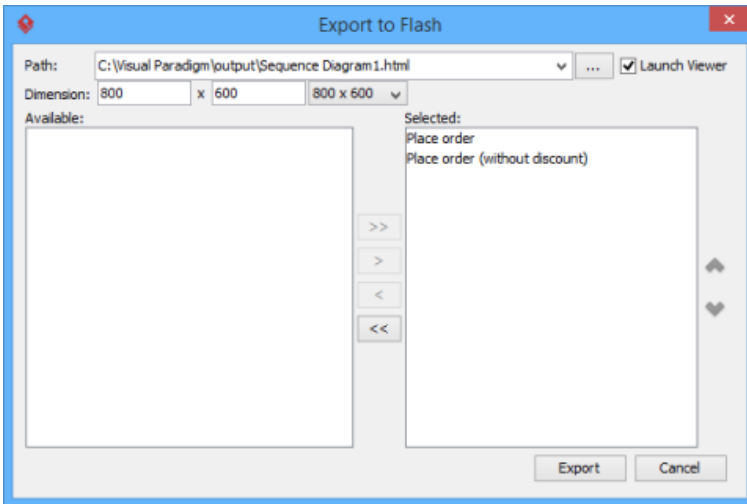 Export to Flash
Path: C:\Visual Paradigm\output\Sequence Diagram1.html ... Launch Viewer
Dimension: 800 x 600 800 x 600
Available: Selected:
Place order
Place order (without discount)
>>
>
<
<<
Export Cancel